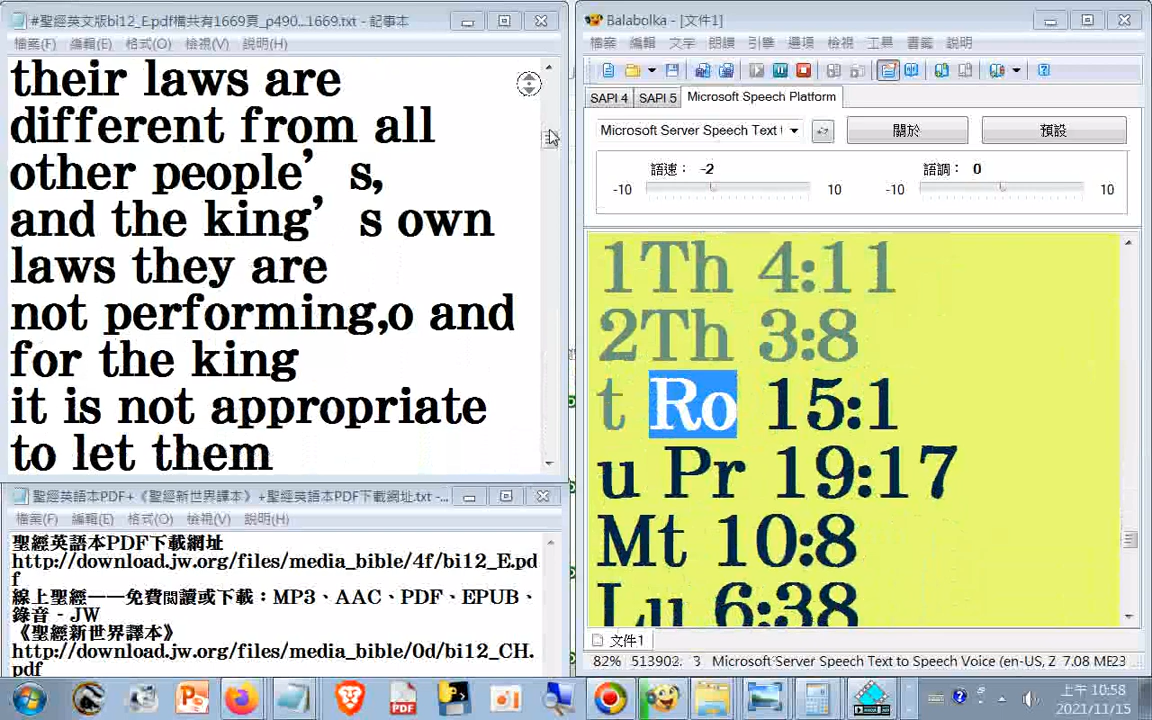 #聖經英文版bi12_E.pdf檔共有1669頁_p490...1669.txt - 記事本
檔案(F) 編輯(E) 格式(O) 檢視(V) 說明(H)
their laws are
different from all
other people’s,
and the king’s own
laws they are
not performing,o and
for the king
it is not appropriate
to let them
聖經英語本PDF+《聖經新世界譯本》+聖經英語本PDF下載網址.txt -...
檔案(F) 編輯(E) 格式(O) 檢視(V) 說明(H)
聖經英語本PDF下載網址
http://download.jw.org/files/media_bible/4f/bi12_E.pd
f
線上聖經——免費閱讀或下載：MP3、AAC、PDF、EPUB、
錄音 - JW
《聖經新世界譯本》
http://download.jw.org/files/media_bible/0d/bi12_CH.
pdf
Balabolka - [文件1]
檔案 編輯 文字 朗讀 引擎 選項 檢視 工具 書籤 說明
SAPI 4 SAPI 5 Microsoft Speech Platform
Microsoft Server Speech Text 關於 預設
語速： -2 語調： 0
-10 10 -10 10
1Th 4:11
2Th 3:8
t Ro 15:1
u Pr 19:17
Mt 10:8
Lu 6:38
文件1
82% 513902: 3 Microsoft Server Speech Text to Speech Voice (en-US, Z 7.08 ME23
上午 10:58
2021/11/15